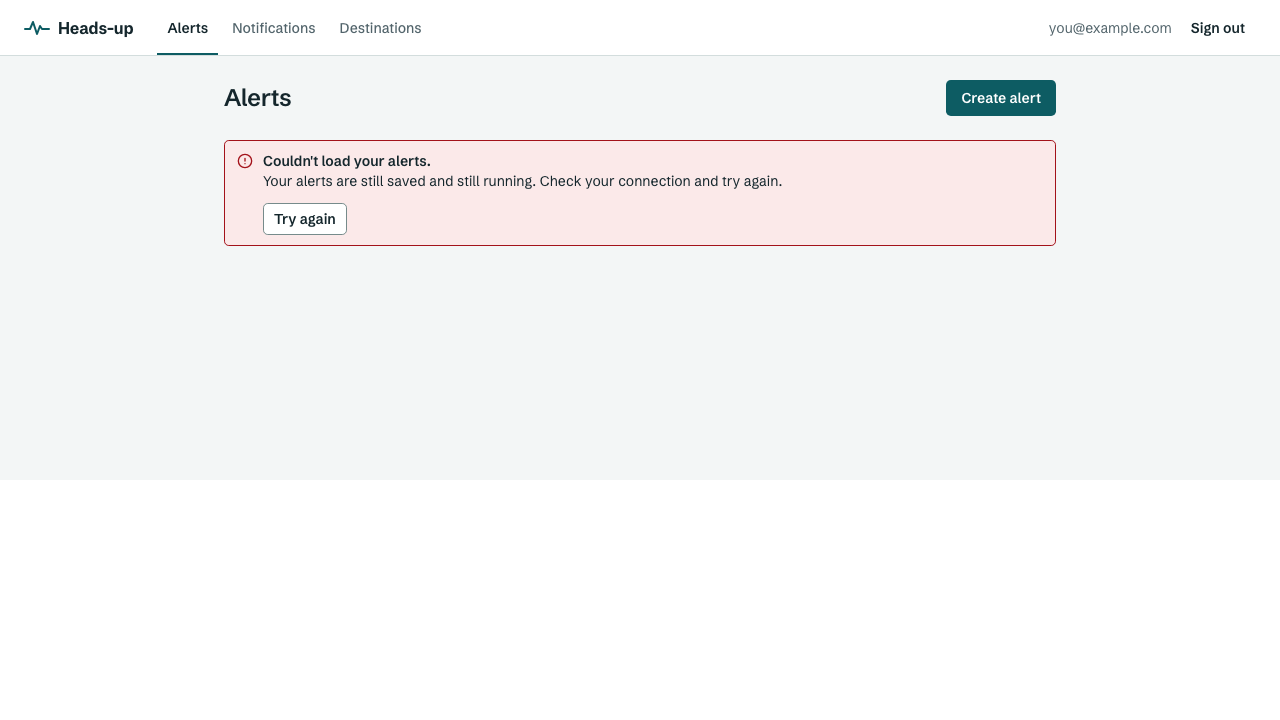 Heads-up
Alerts
Notifications
Destinations
you@example.com
Sign out
Alerts
Create alert
Couldn't load your alerts.
Your alerts are still saved and still running. Check your connection and try again.
Try again